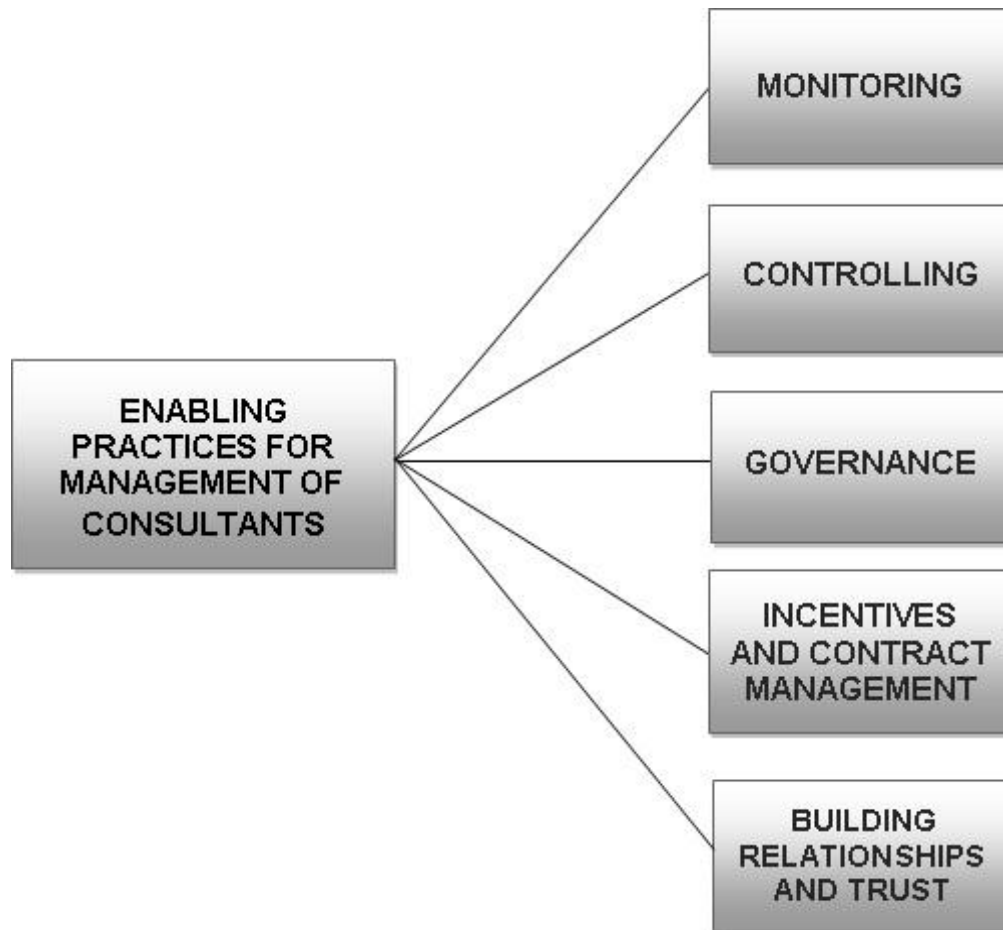 MONITORING
CONTROLLING
ENABLING
PRACTICES FOR
MANAGEMENT OF
CONSULTANTS
GOVERNANCE
INCENTIVES
AND CONTRACT
MANAGEMENT
BUILDING
RELATIONSHIPS
AND TRUST